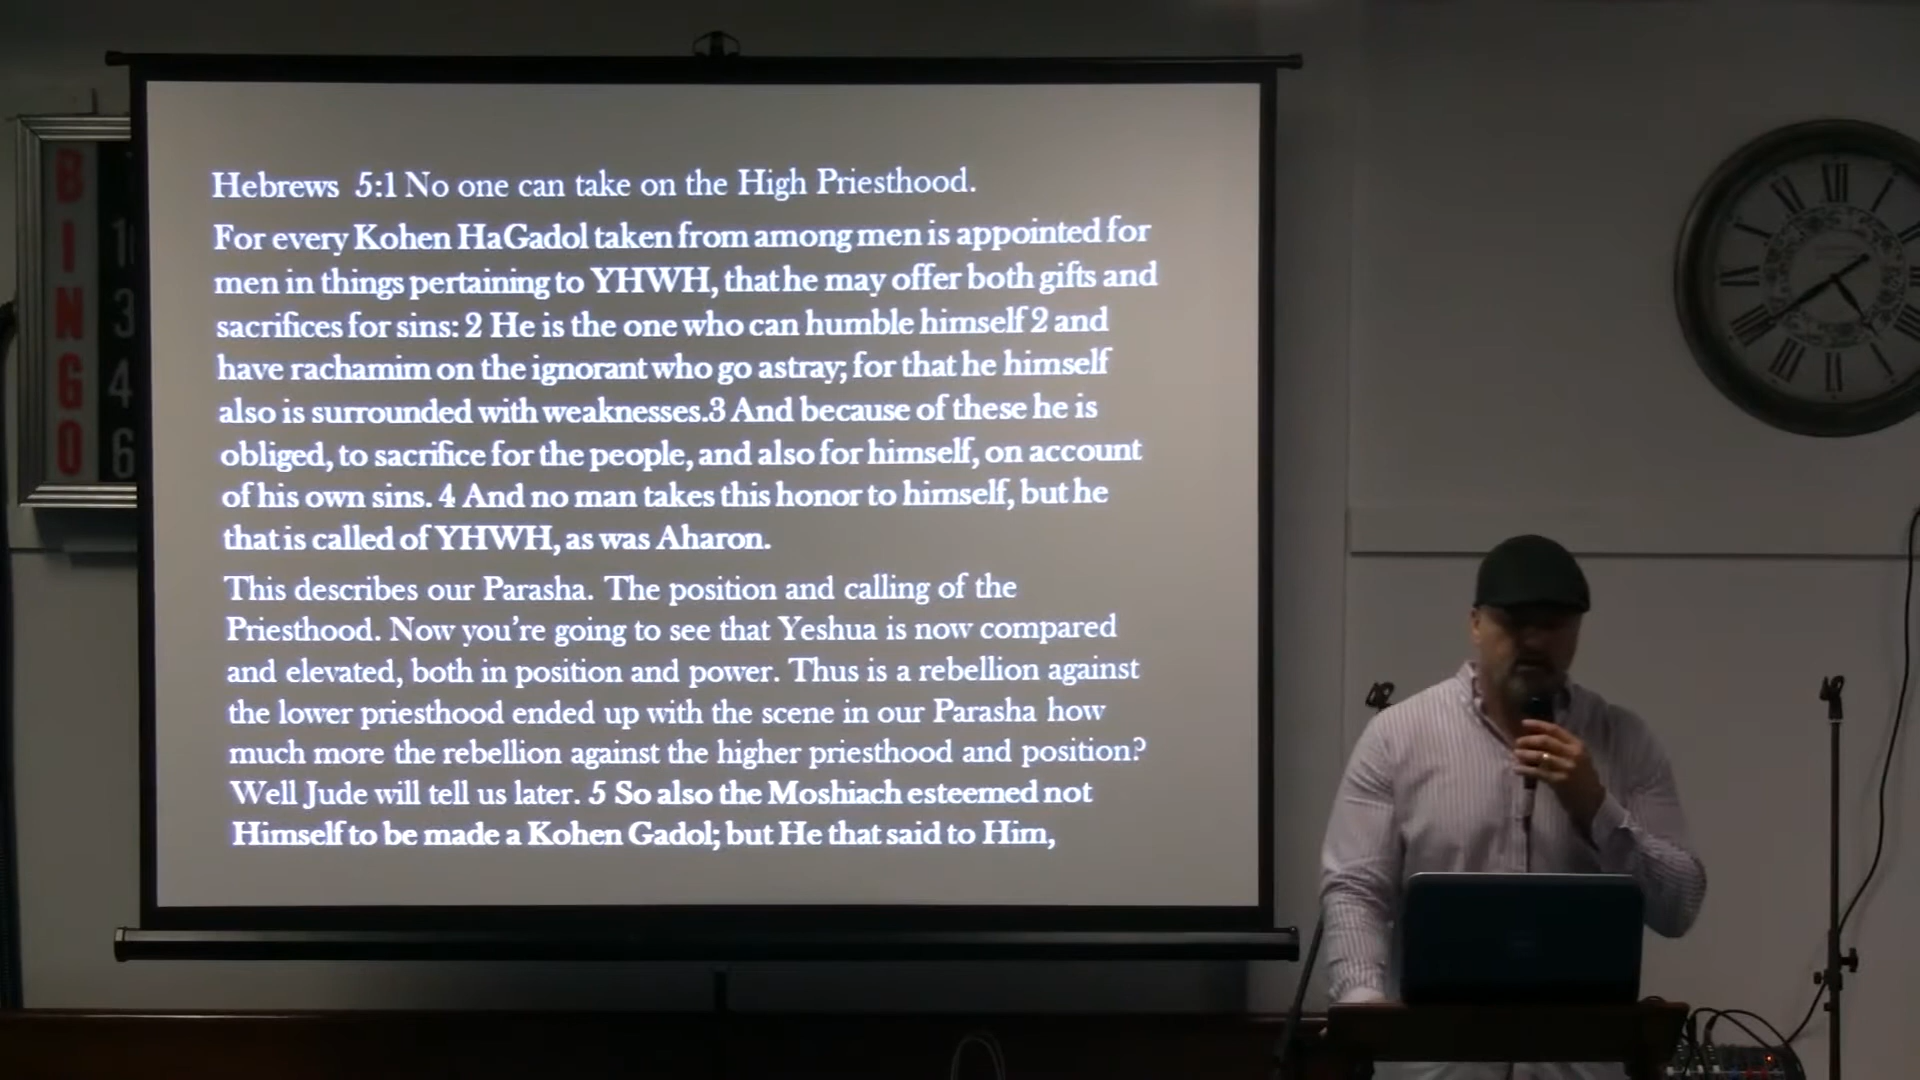 Hebrews 5:1 No one can take on the High Priesthood.
For every Kohen HaGadol taken from among men is appointed for
men in things pertaining to YHWH, that he may offer both gifts and
sacrifices for sins: 2 He is the one who can humble himself 2 and
have rachamim on the ignorant who go astray; for that he himself
also is surrounded with weaknesses.3 And because of these he is
obliged, to sacrifice for the people, and also for himself, on account
of his own sins. 4 And no man takes this honor to himself, but he
that is called of YHWH, as was Aharon.
This describes our Parasha. The position and calling of the
Priesthood. Now you're going to see that Yeshua is now compared
and elevated, both in position and power. Thus is a rebellion against
the lower priesthood ended up with the scene in our Parasha how
much more the rebellion against the higher priesthood and position?
Well Jude will tell us later. 5 So also the Moshiach esteemed not
Himself to be made a Kohen Gadol; but He that said to Him,
BINGO
3
4
6